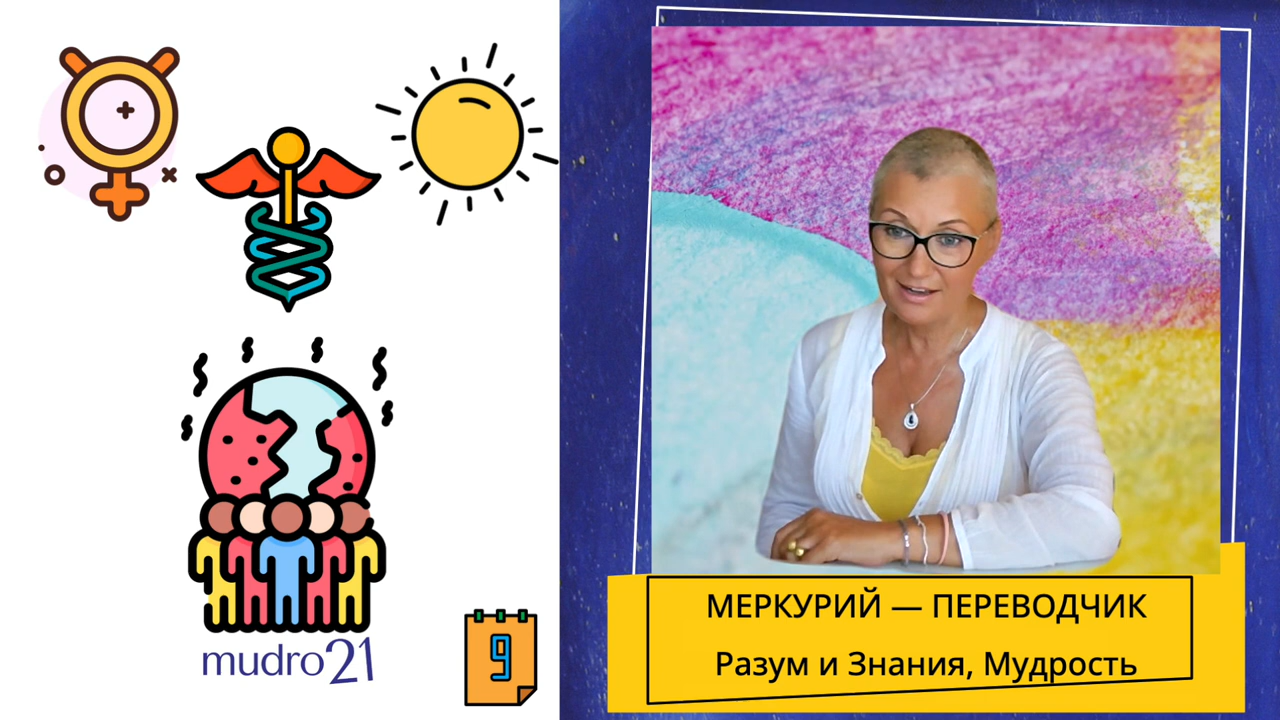 mudro21
9
МЕРКУРИЙ — ПЕРЕВОДЧИК
Разум и Знания, Мудрость